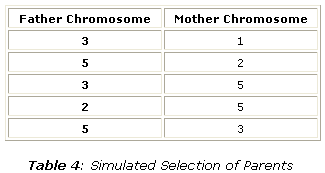 Father Chromosome Mother Chromosome
3 1
5 2
3 5
2 5
5 3
Table 4: Simulated Selection of Parents